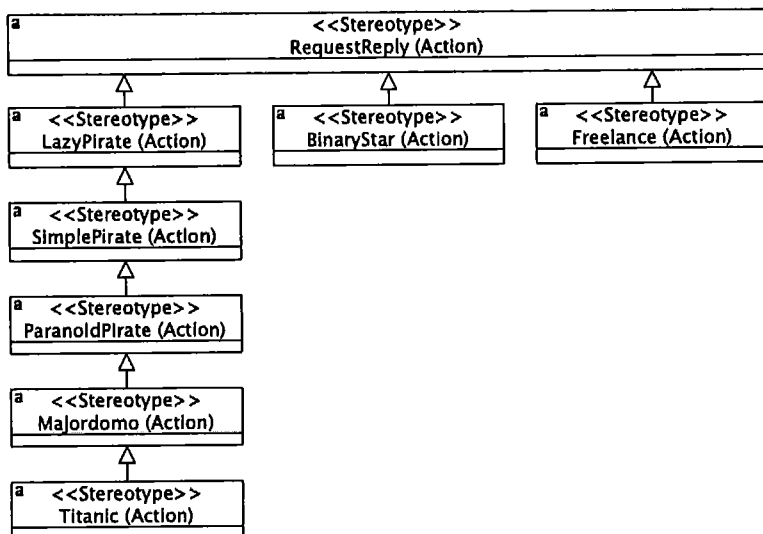 a
<<Stereotype>>
RequestReply (Action)
a
<<Stereotype>>
LazyPirate (Action)
a
<<Stereotype>>
BinaryStar (Action)
a
<<Stereotype>>
Freelance (Action)
a
<<Stereotype>>
SimplePirate (Action)
a
<<Stereotype>>
ParanoidPirate (Action)
a
<<Stereotype>>
Majordomo (Action)
a
<<Stereotype>>
Titanic (Action)